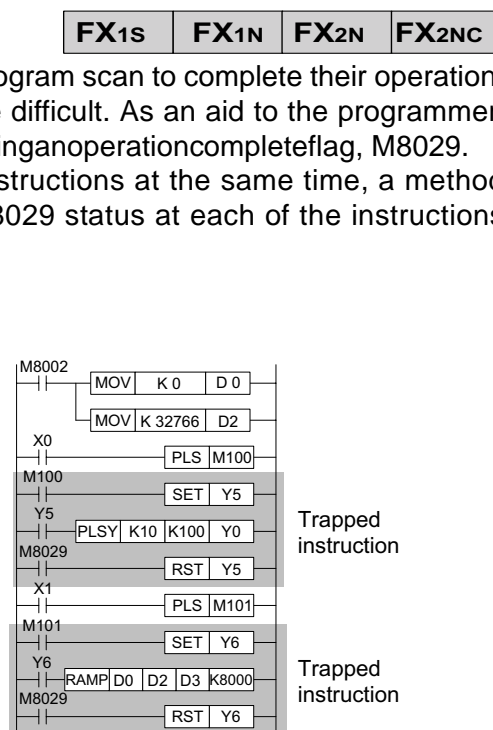 FX1S FX1N FX2N FX2NC
ogram scan to complete their operation
e difficult. As an aid to the programmer
inganoperationcompleteflag, M8029.
structions at the same time, a method
8029 status at each of the instructions
M8002
MOV K 0 D 0
MOV K 32766 D2
X0
PLS M100
M100
SET Y5
Y5
PLSY K10 K100 Y0
Trapped
instruction
M8029
RST Y5
X1
PLS M101
M101
SET Y6
Y6
RAMP D0 D2 D3 K8000
Trapped
instruction
M8029
RST Y6